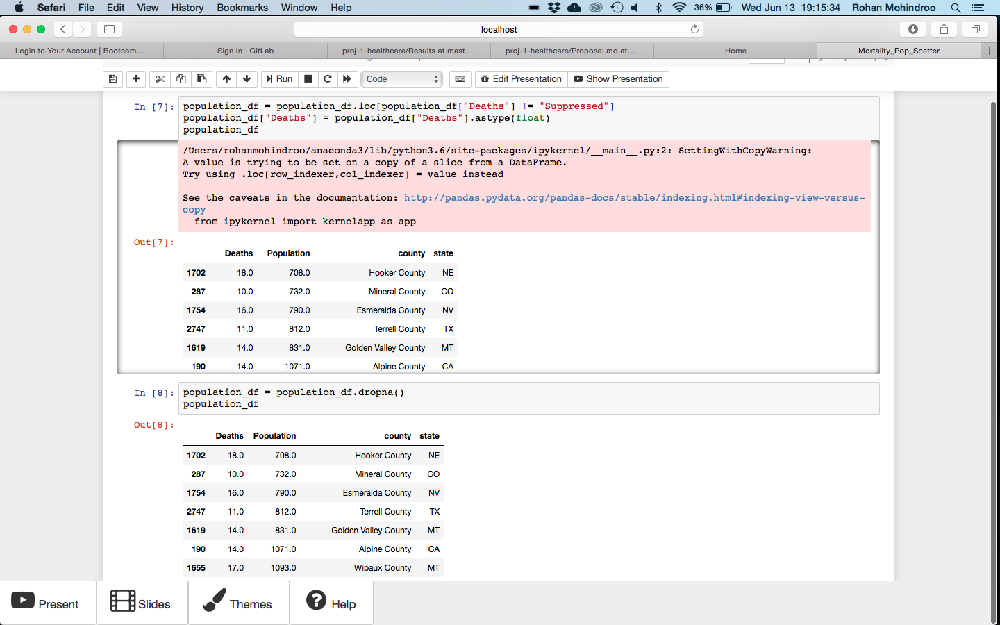 Safari File Edit View History Bookmarks Window Help 36% Wed Jun 13 19:15:34 Rohan Mohindroo
localhost
Login to Your Account | Bootcam... Sign in · GitLab proj-1-healthcare/Results at mast... proj-1-healthcare/Proposal.md at... Home Mortality_Pop_Scatter
Run Code Edit Presentation Show Presentation
In [7]: population_df = population_df.loc[population_df["Deaths"] != "Suppressed"]
population_df["Deaths"] = population_df["Deaths"].astype(float)
population_df
/Users/rohanmohindroo/anaconda3/lib/python3.6/site-packages/ipykernel/__main__.py:2: SettingWithCopyWarning:
A value is trying to be set on a copy of a slice from a DataFrame.
Try using .loc[row_indexer,col_indexer] = value instead
See the caveats in the documentation: http://pandas.pydata.org/pandas-docs/stable/indexing.html#indexing-view-versus-
copy
from ipykernel import kernelapp as app
Out[7]:
Deaths Population county state
1702 18.0 708.0 Hooker County NE
287 10.0 732.0 Mineral County CO
1754 16.0 790.0 Esmeralda County NV
2747 11.0 812.0 Terrell County TX
1619 14.0 831.0 Golden Valley County MT
190 14.0 1071.0 Alpine County CA
In [8]: population_df = population_df.dropna()
population_df
Out[8]:
Deaths Population county state
1702 18.0 708.0 Hooker County NE
287 10.0 732.0 Mineral County CO
1754 16.0 790.0 Esmeralda County NV
2747 11.0 812.0 Terrell County TX
1619 14.0 831.0 Golden Valley County MT
190 14.0 1071.0 Alpine County CA
1655 17.0 1093.0 Wibaux County MT
Present Slides Themes Help